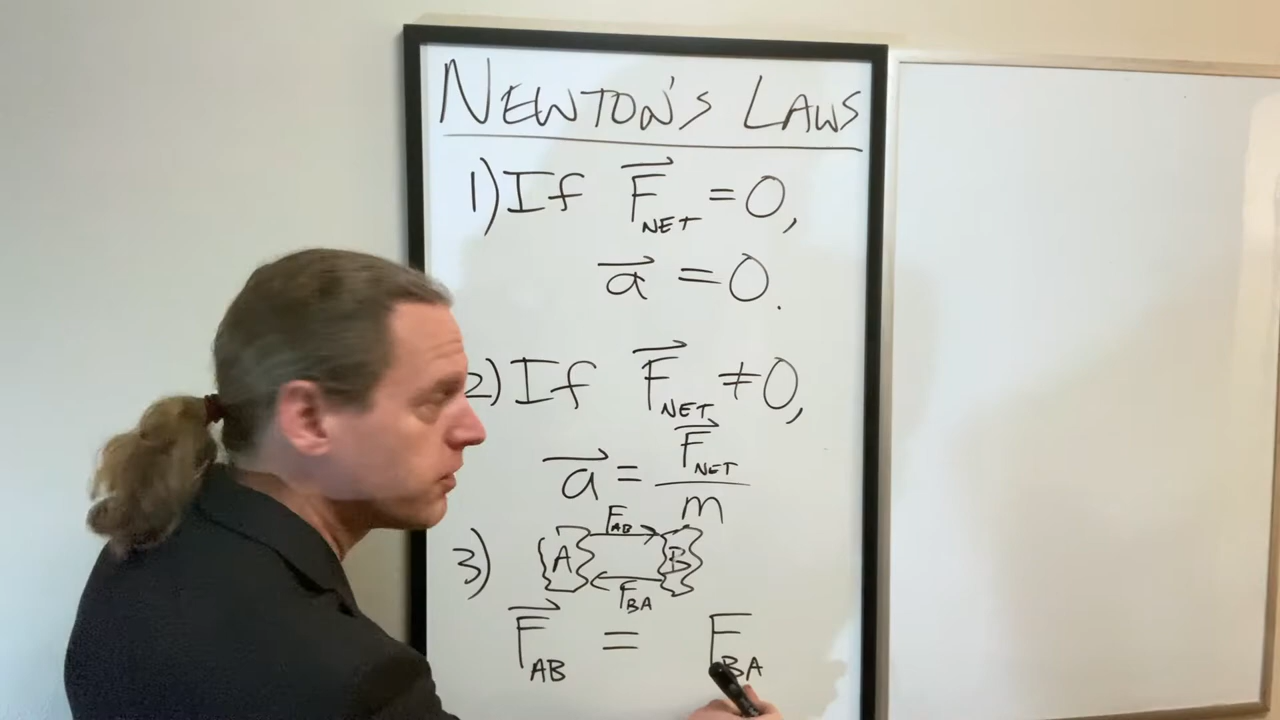 NEWTON'S LAWS
1) If F⃗NET = 0,
a⃗ = 0.
2) If F⃗NET ≠ 0,
a⃗ = F⃗NET / m
FAB
3) A B
FBA
F⃗AB = FBA